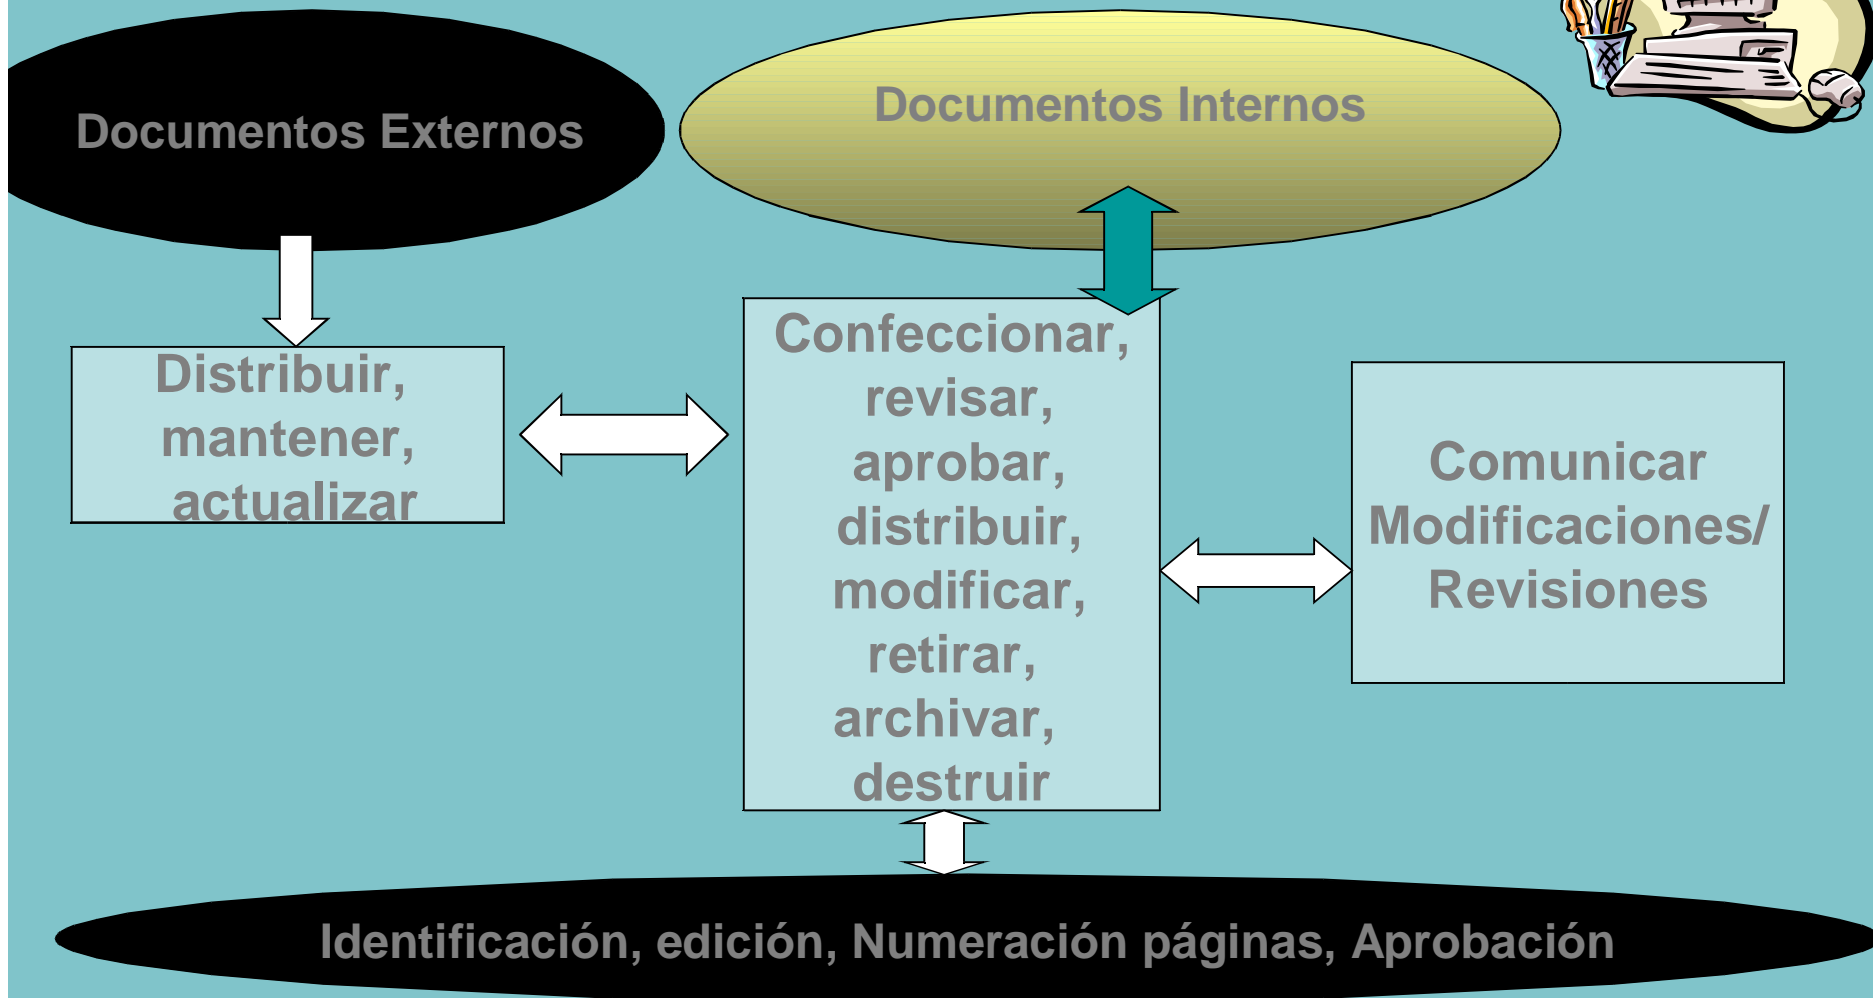 Documentos Externos
Documentos Internos
Distribuir,
mantener,
actualizar
Confeccionar,
revisar,
aprobar,
distribuir,
modificar,
retirar,
archivar,
destruir
Comunicar
Modificaciones/
Revisiones
Identificación, edición, Numeración páginas, Aprobación